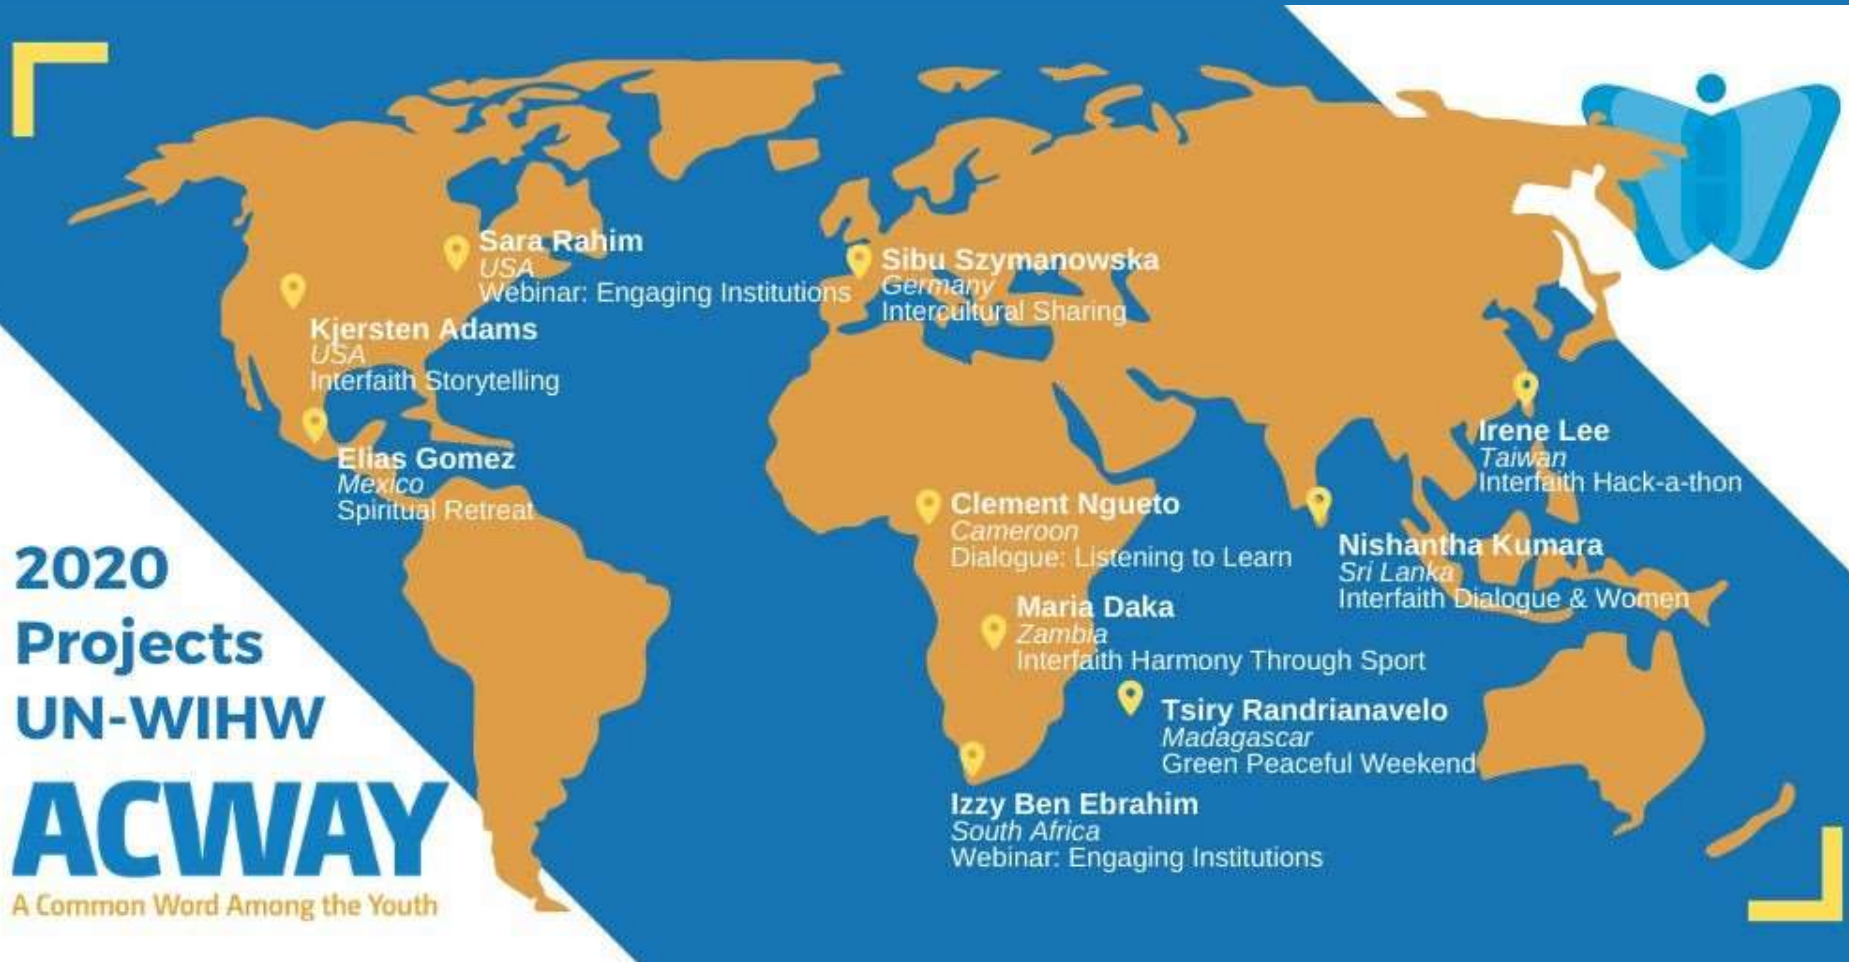 Sara Rahim
USA
Webinar: Engaging Institutions
Sibu Szymanowska
Germany
Intercultural Sharing
Kjersten Adams
USA
Interfaith Storytelling
Irene Lee
Taiwan
Interfaith Hack-a-thon
Elias Gomez
Mexico
Spiritual Retreat
Clement Ngueto
Cameroon
Dialogue: Listening to Learn
Nishantha Kumara
Sri Lanka
Interfaith Dialogue & Women
Maria Daka
Zambia
Interfaith Harmony Through Sport
Tsiry Randrianavelo
Madagascar
Green Peaceful Weekend
Izzy Ben Ebrahim
South Africa
Webinar: Engaging Institutions
2020
Projects
UN-WIHW
ACWAY
A Common Word Among the Youth